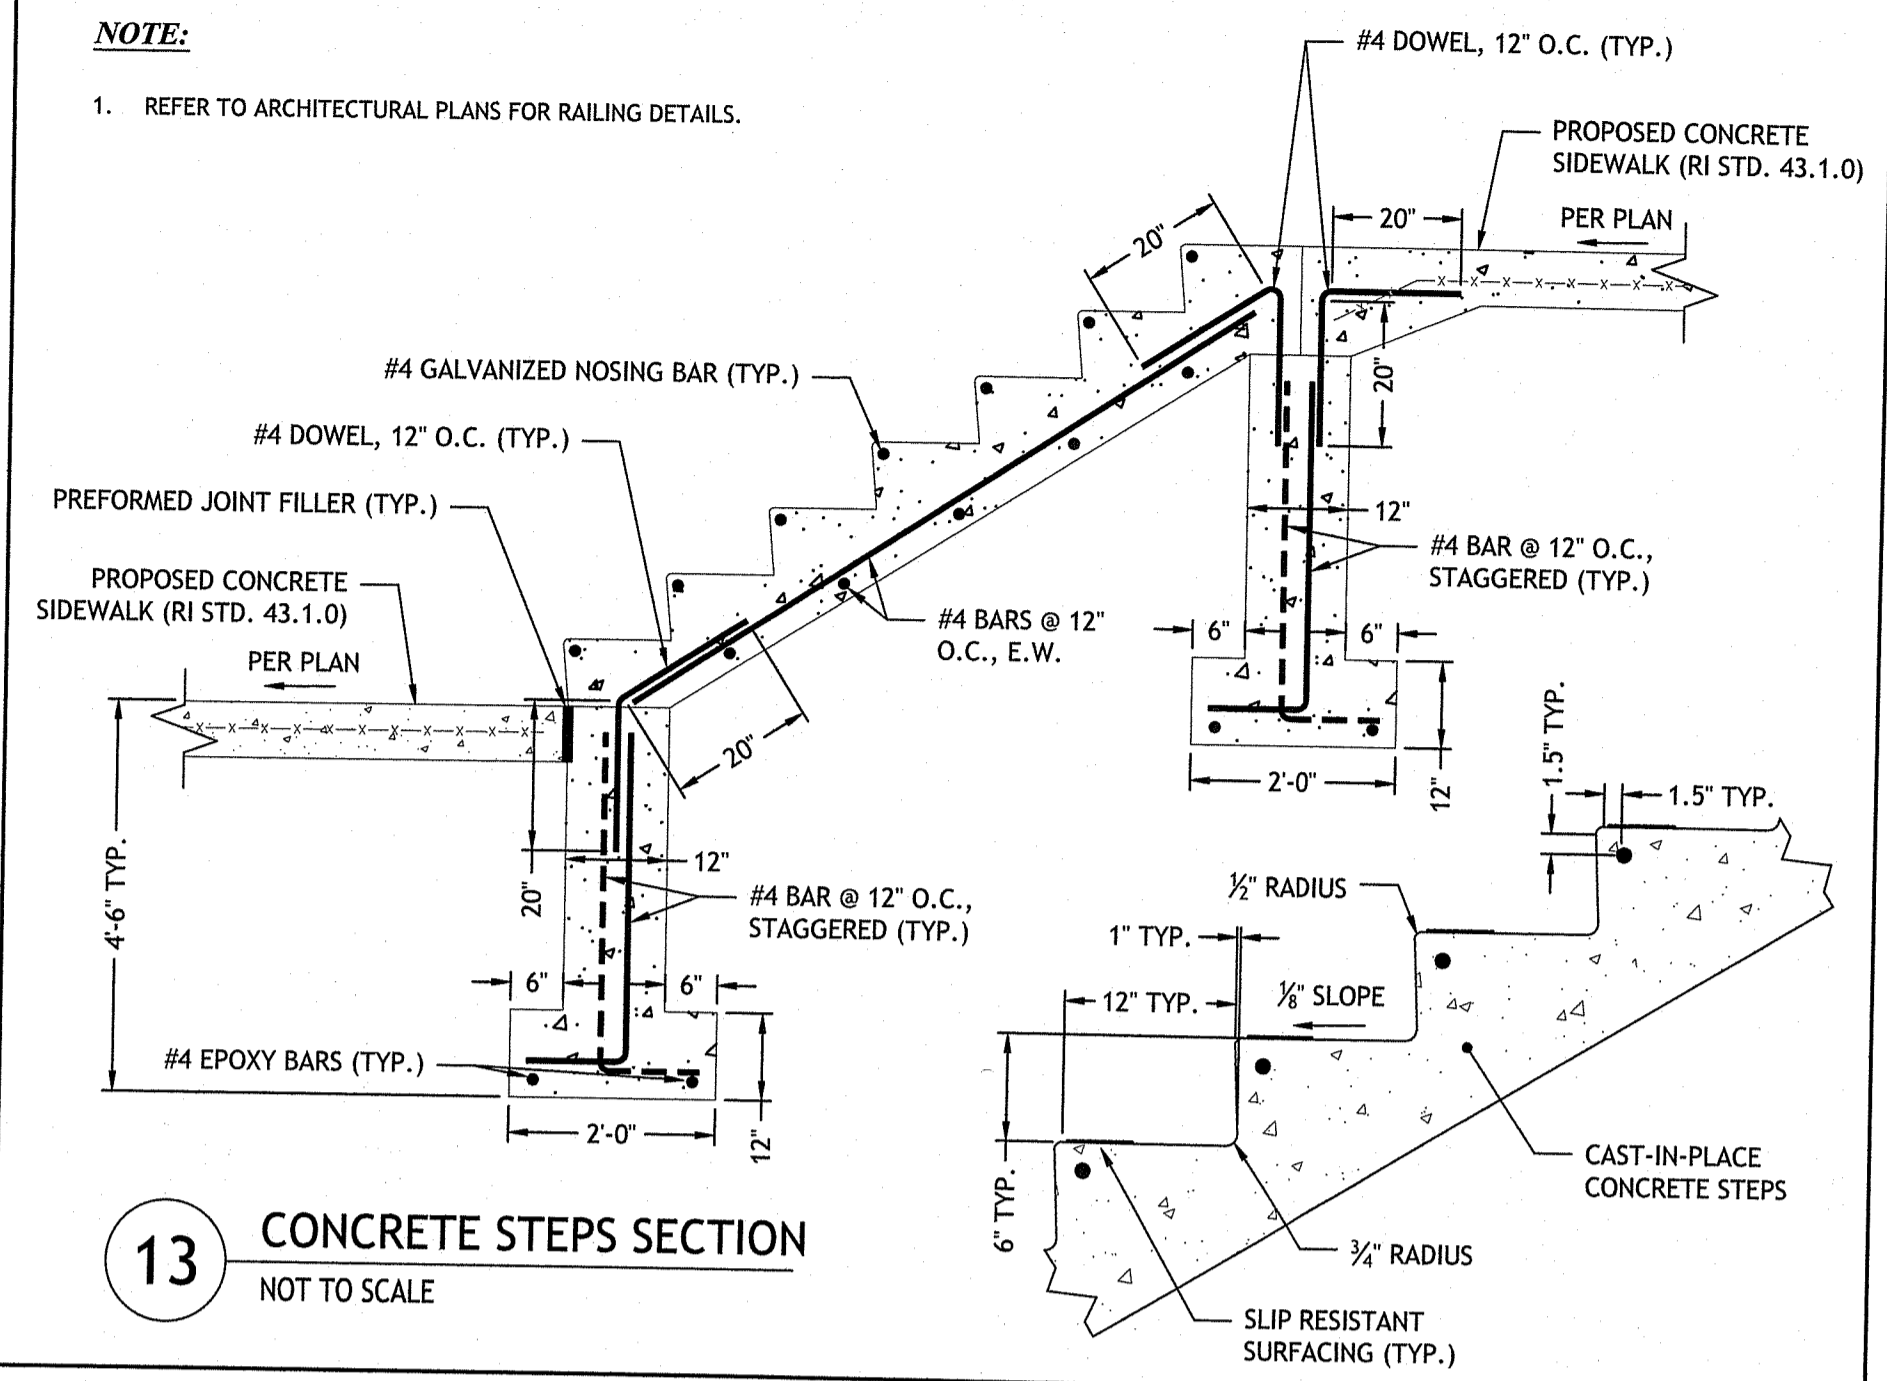 NOTE:
1. REFER TO ARCHITECTURAL PLANS FOR RAILING DETAILS.
#4 DOWEL, 12" O.C. (TYP.)
PROPOSED CONCRETE
SIDEWALK (RI STD. 43.1.0)
PER PLAN
20"
20"
20"
#4 GALVANIZED NOSING BAR (TYP.)
#4 DOWEL, 12" O.C. (TYP.)
PREFORMED JOINT FILLER (TYP.)
PROPOSED CONCRETE
SIDEWALK (RI STD. 43.1.0)
PER PLAN
12"
#4 BAR @ 12" O.C.,
STAGGERED (TYP.)
#4 BARS @ 12"
O.C., E.W.
6"
6"
12"
2'-0"
X X X X X X X X X
X X X X X X X X X X
20"
20"
4'-6" TYP.
12"
#4 BAR @ 12" O.C.,
STAGGERED (TYP.)
6"
6"
#4 EPOXY BARS (TYP.)
2'-0"
12"
1.5" TYP.
1.5" TYP.
½" RADIUS
1" TYP.
12" TYP.
⅛" SLOPE
6" TYP.
CAST-IN-PLACE
CONCRETE STEPS
¾" RADIUS
SLIP RESISTANT
SURFACING (TYP.)
13
CONCRETE STEPS SECTION
NOT TO SCALE